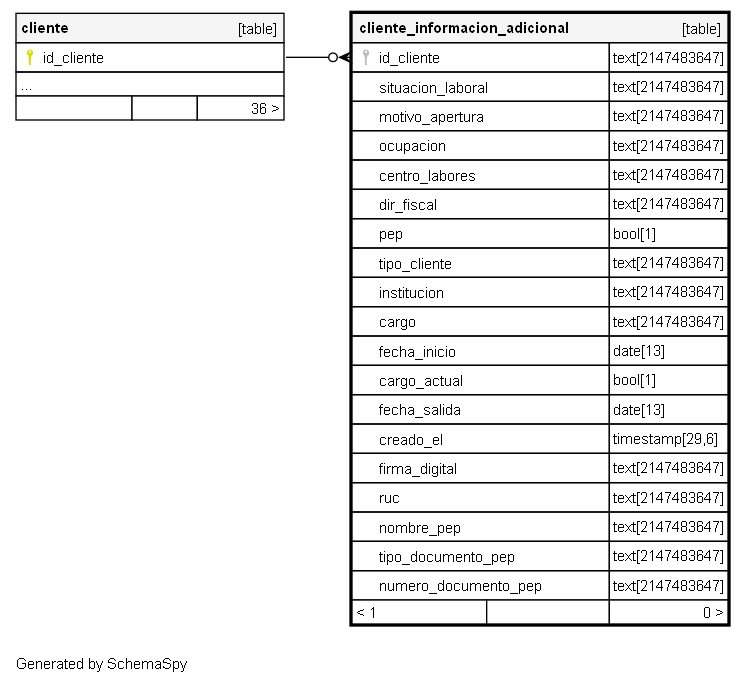 cliente [table]
id_cliente
...
36 >
cliente_informacion_adicional [table]
id_cliente text[2147483647]
situacion_laboral text[2147483647]
motivo_apertura text[2147483647]
ocupacion text[2147483647]
centro_labores text[2147483647]
dir_fiscal text[2147483647]
pep bool[1]
tipo_cliente text[2147483647]
institucion text[2147483647]
cargo text[2147483647]
fecha_inicio date[13]
cargo_actual bool[1]
fecha_salida date[13]
creado_el timestamp[29,6]
firma_digital text[2147483647]
ruc text[2147483647]
nombre_pep text[2147483647]
tipo_documento_pep text[2147483647]
numero_documento_pep text[2147483647]
< 1 0 >
Generated by SchemaSpy